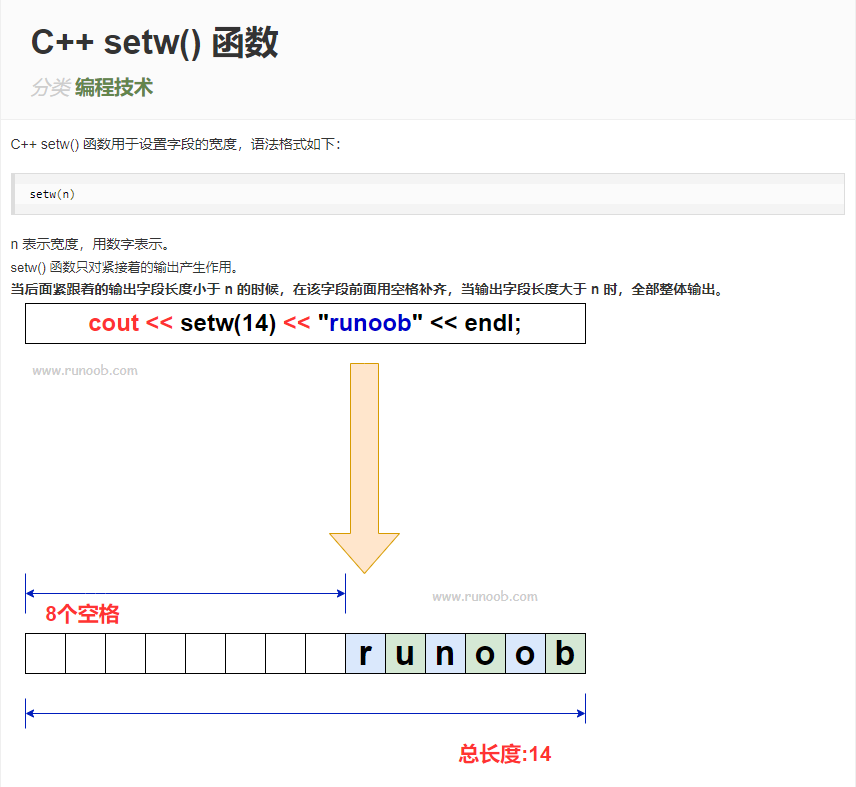 C++ setw() 函数
分类 编程技术
C++ setw() 函数用于设置字段的宽度，语法格式如下：
setw(n)
n 表示宽度，用数字表示。
setw() 函数只对紧接着的输出产生作用。
当后面紧跟着的输出字段长度小于 n 的时候，在该字段前面用空格补齐，当输出字段长度大于 n 时，全部整体输出。
cout << setw(14) << "runoob" << endl;
www.runoob.com
www.runoob.com
8个空格
r u n o o b
总长度:14